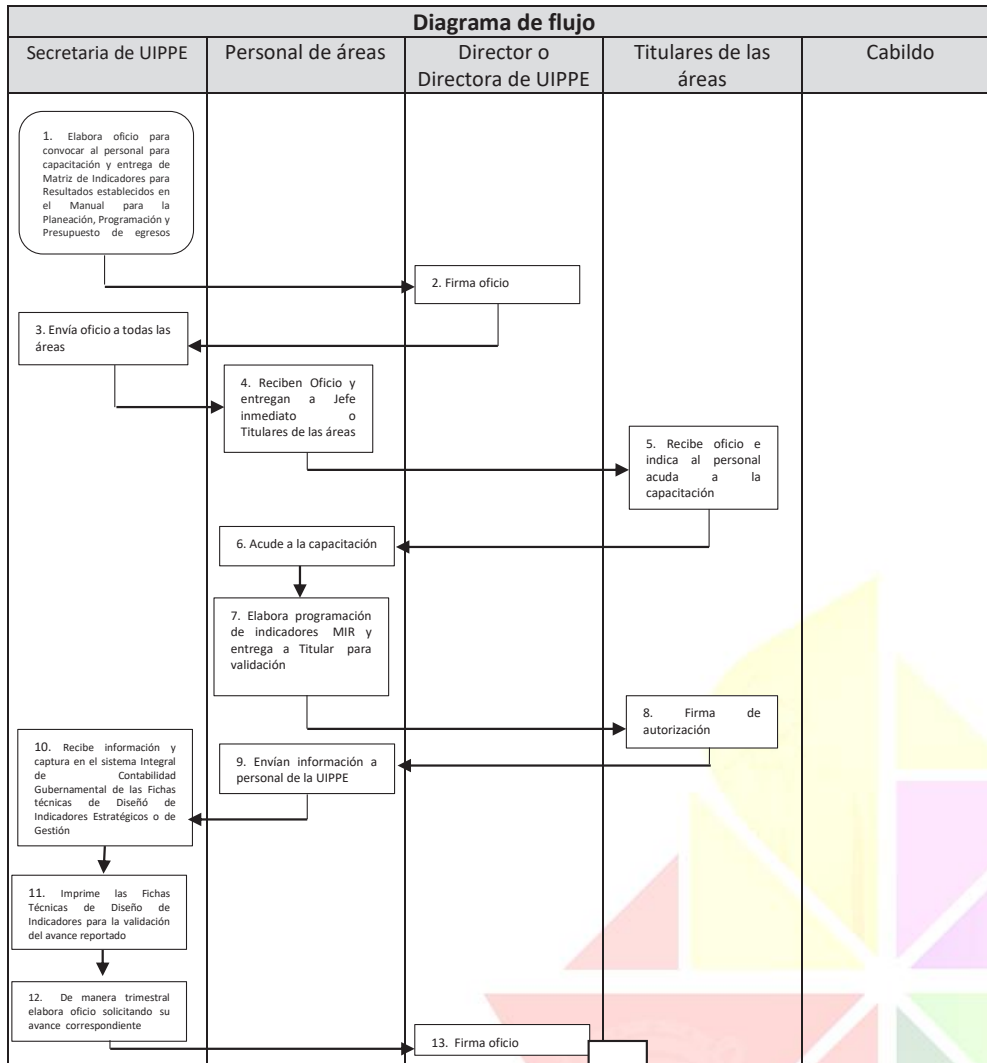 Diagrama de flujo
Secretaria de UIPPE
Personal de áreas
Director o
Directora de UIPPE
Titulares de las
áreas
Cabildo
1. Elabora oficio para
convocar al personal para
capacitación y entrega de
Matriz de Indicadores para
Resultados establecidos en
el Manual para la
Planeación, Programación y
Presupuesto de egresos
2. Firma oficio
3. Envía oficio a todas las
áreas
4. Reciben Oficio y
entregan a Jefe
inmediato o
Titulares de las áreas
5. Recibe oficio e
indica al personal
acuda a la
capacitación
6. Acude a la capacitación
7. Elabora programación
de indicadores MIR y
entrega a Titular para
validación
8. Firma de
autorización
9. Envían información a
personal de la UIPPE
10. Recibe información y
captura en el sistema Integral
de Contabilidad
Gubernamental de las Fichas
técnicas de Diseñó de
Indicadores Estratégicos o de
Gestión
11. Imprime las Fichas
Técnicas de Diseño de
Indicadores para la validación
del avance reportado
12. De manera trimestral
elabora oficio solicitando su
avance correspondiente
13. Firma oficio